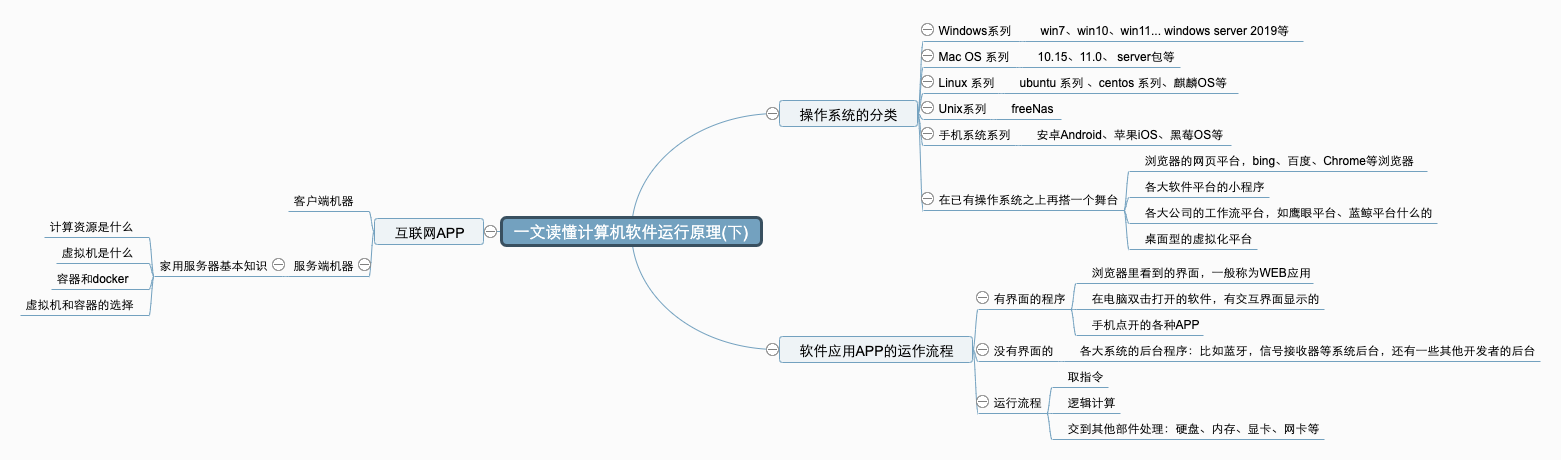 一文读懂计算机软件运行原理(下)
操作系统的分类
Windows系列
win7、win10、win11... windows server 2019等
Mac OS 系列
10.15、11.0、 server包等
Linux 系列
ubuntu 系列 、centos 系列、麒麟OS等
Unix系列
freeNas
手机系统系列
安卓Android、苹果iOS、黑莓OS等
在已有操作系统之上再搭一个舞台
浏览器的网页平台，bing、百度、Chrome等浏览器
各大软件平台的小程序
各大公司的工作流平台，如鹰眼平台、蓝鲸平台什么的
桌面型的虚拟化平台
软件应用APP的运作流程
有界面的程序
浏览器里看到的界面，一般称为WEB应用
在电脑双击打开的软件，有交互界面显示的
手机点开的各种APP
没有界面的
各大系统的后台程序：比如蓝牙，信号接收器等系统后台，还有一些其他开发者的后台
运行流程
取指令
逻辑计算
交到其他部件处理：硬盘、内存、显卡、网卡等
互联网APP
客户端机器
服务端机器
家用服务器基本知识
计算资源是什么
虚拟机是什么
容器和docker
虚拟机和容器的选择